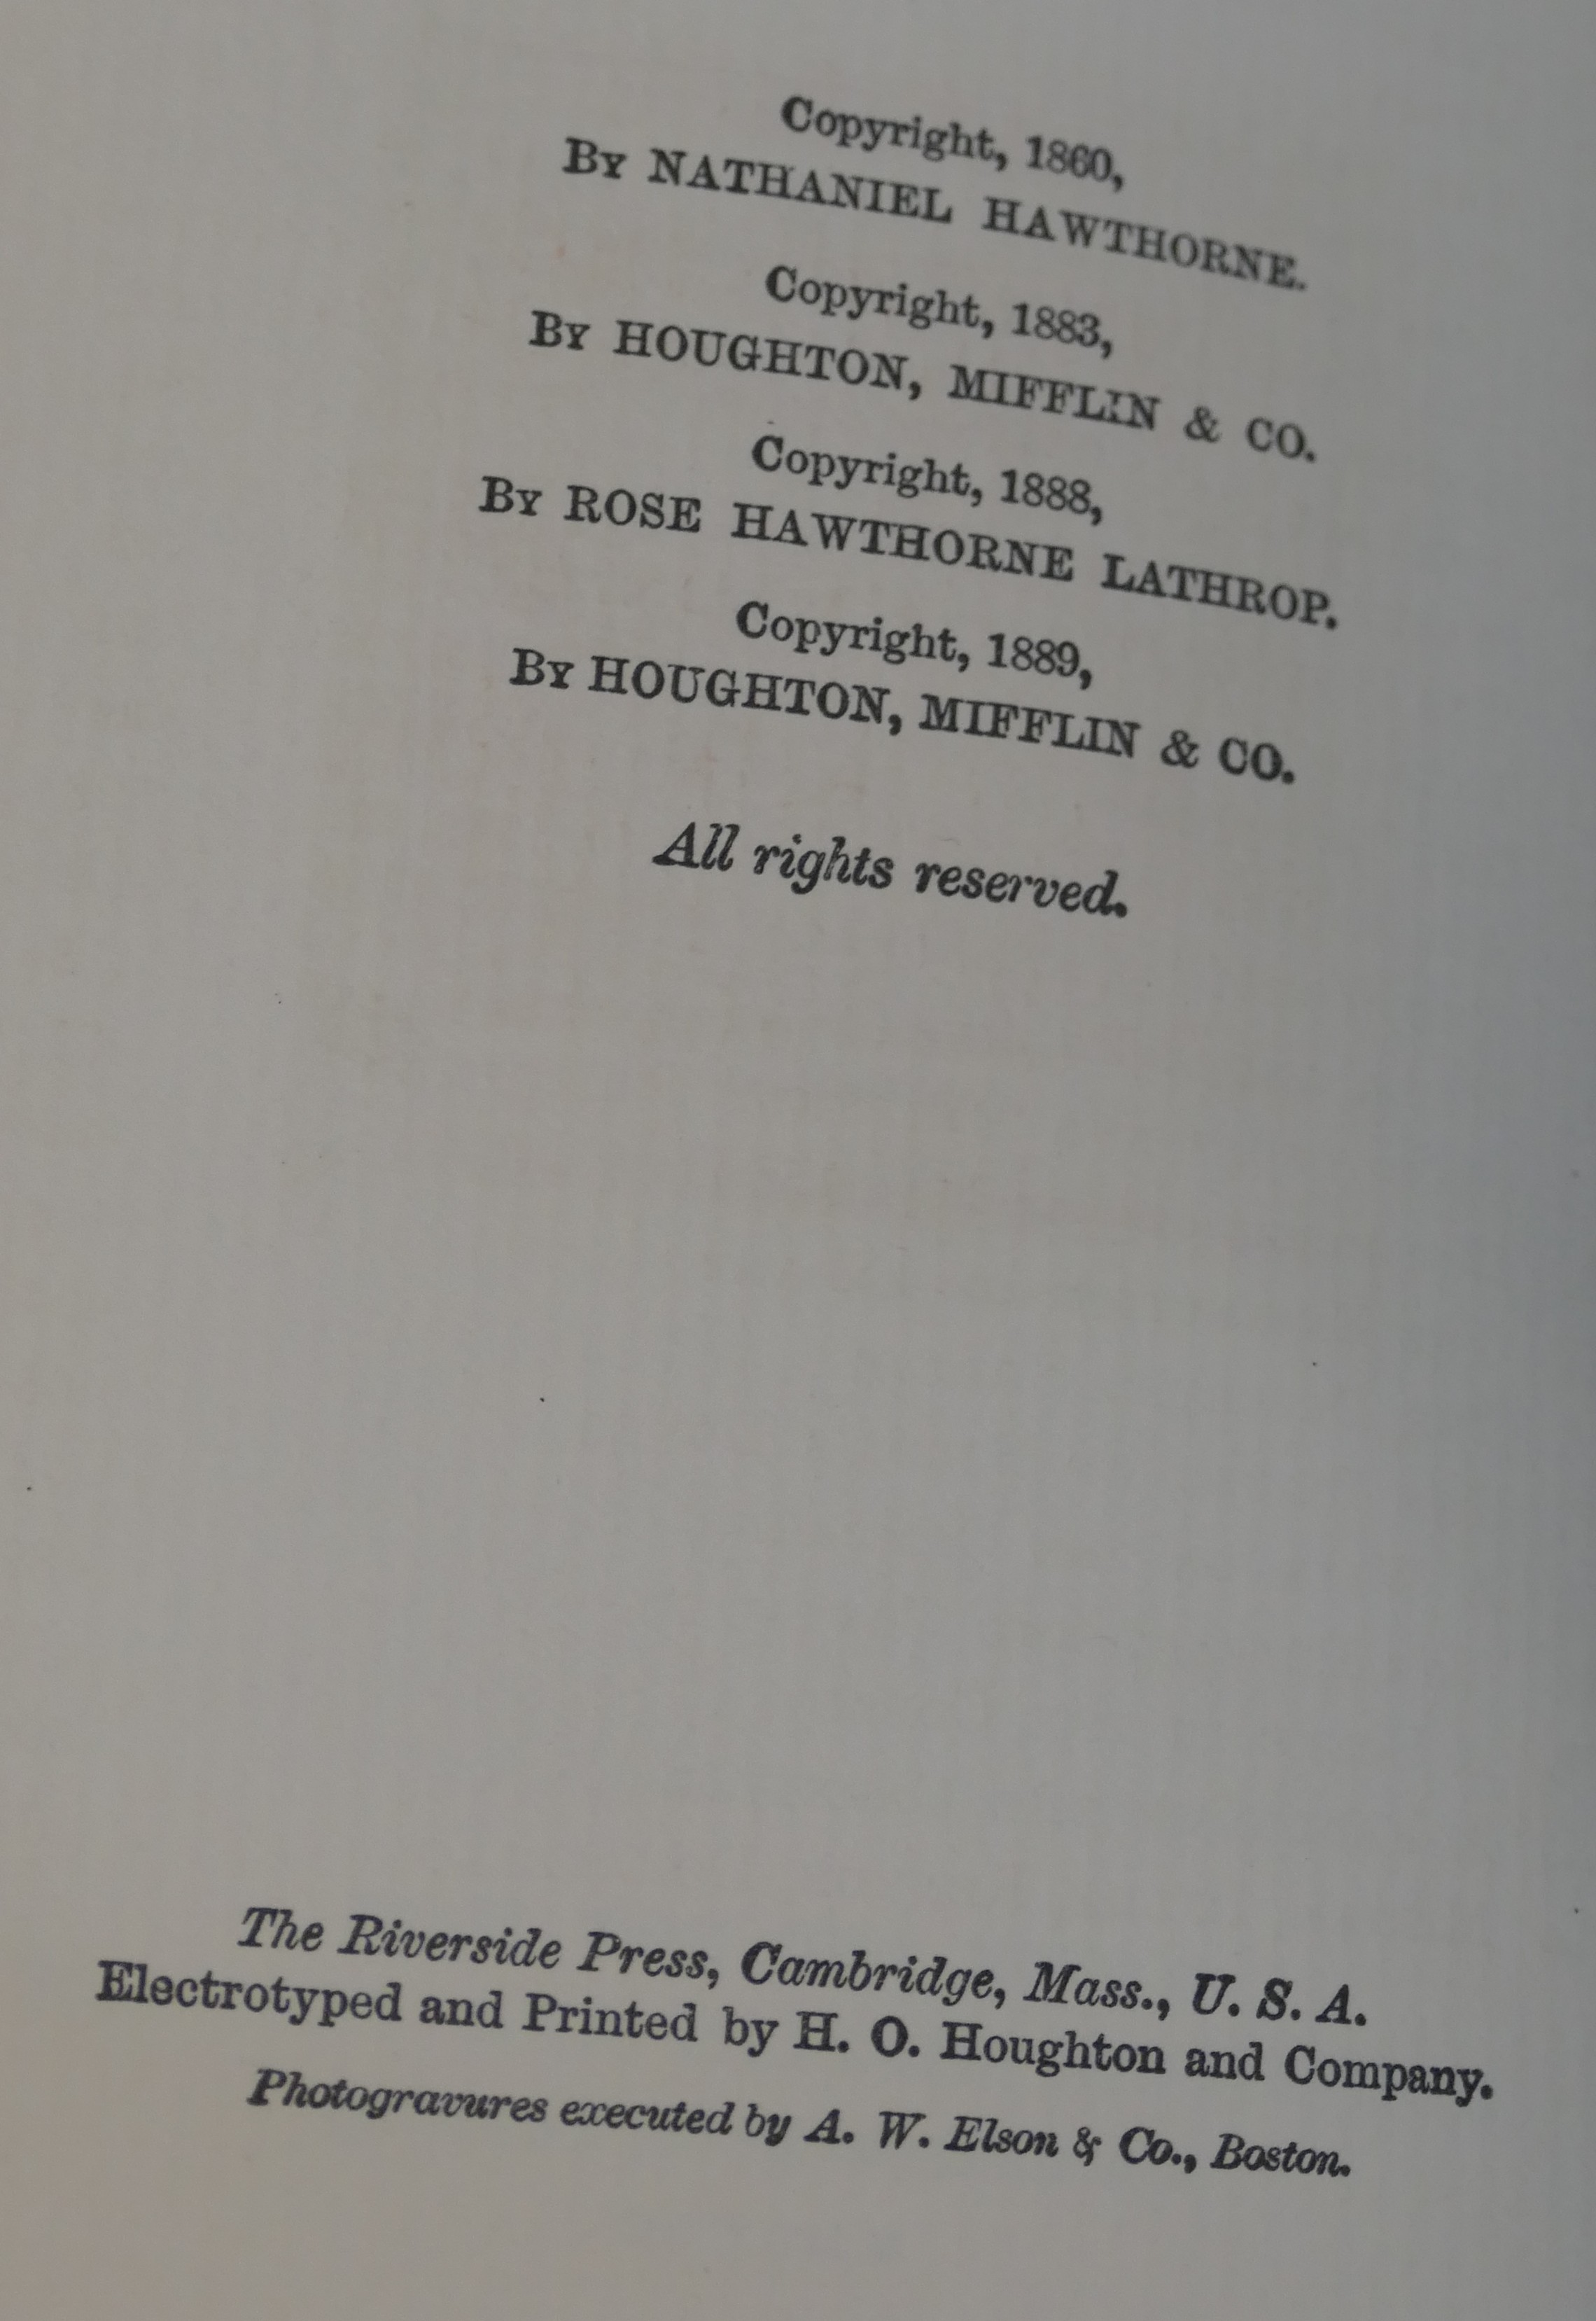 Copyright, 1860,
By NATHANIEL HAWTHORNE.
Copyright, 1883,
By HOUGHTON, MIFFLIN & CO.
Copyright, 1888,
By ROSE HAWTHORNE LATHROP.
Copyright, 1889,
By HOUGHTON, MIFFLIN & CO.
All rights reserved.
The Riverside Press, Cambridge, Mass., U. S. A.
Electrotyped and Printed by H. O. Houghton and Company.
Photogravures executed by A. W. Elson & Co., Boston.